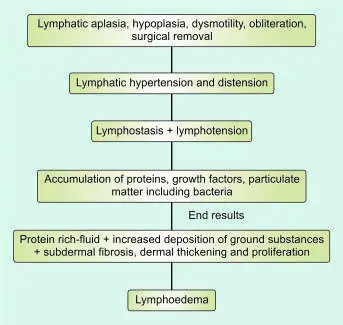 Lymphatic aplasia, hypoplasia, dysmotility, obliteration,
surgical removal
Lymphatic hypertension and distension
Lymphostasis + lymphotension
Accumulation of proteins, growth factors, particulate
matter including bacteria
End results
Protein rich-fluid + increased deposition of ground substances
+ subdermal fibrosis, dermal thickening and proliferation
Lymphoedema